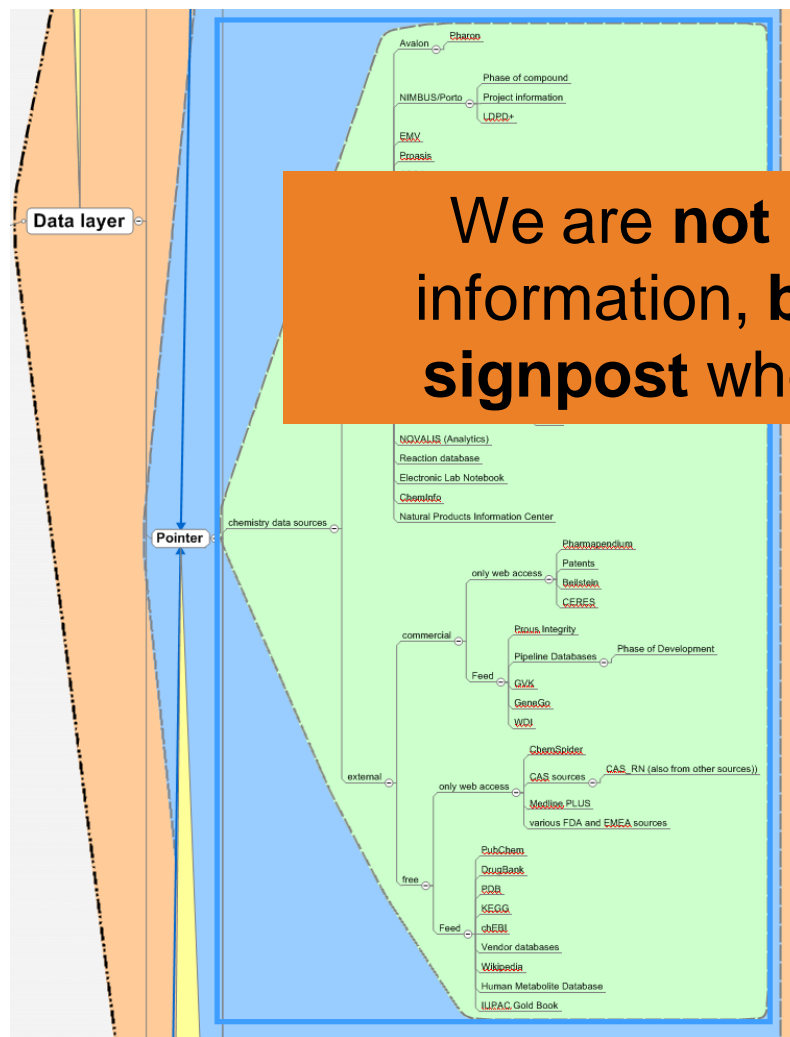 Avalon
Pharon
NIMBUS/Porto
Phase of compound
Project information
LDPD+
EMV
Proasis
Data layer
We are not
information,
signpost
NOVALIS (Analytics)
Reaction database
Electronic Lab Notebook
ChemInfo
Natural Products Information Center
chemistry data sources
Pointer
external
commercial
only web access
Pharmapendium
Patents
Beilstein
CERES
Feed
Prous Integrity
Pipeline Databases
Phase of Development
GVK
GeneGo
WDI
free
only web access
ChemSpider
CAS sources
CAS_RN (also from other sources))
Medline PLUS
various FDA and EMEA sources
Feed
PubChem
DrugBank
PDB
KEGG
chEBI
Vendor databases
Wikipedia
Human Metabolite Database
IUPAC Gold Book